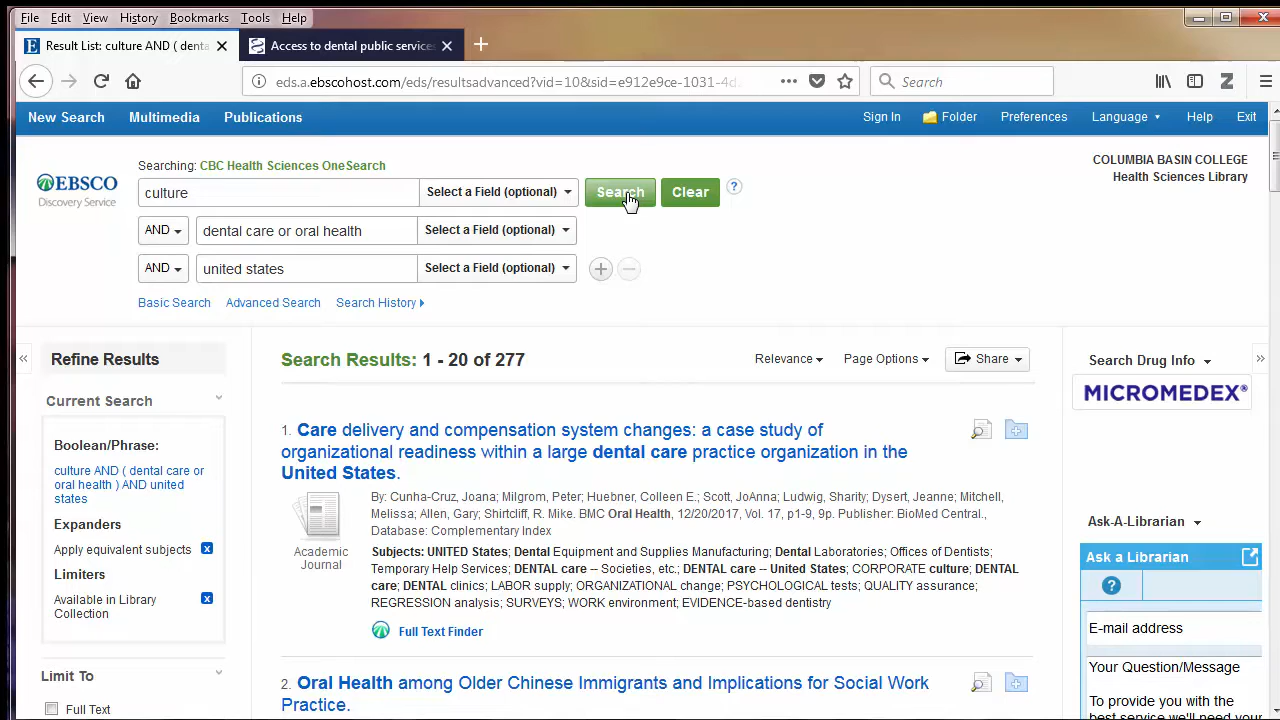 File Edit View History Bookmarks Tools Help
Result List: culture AND ( denta
Access to dental public services
eds.a.ebscohost.com/eds/resultsadvanced?vid=10&sid=e912e9ce-1031-4d
Search
New Search Multimedia Publications
Sign In Folder Preferences Language Help Exit
Searching: CBC Health Sciences OneSearch
COLUMBIA BASIN COLLEGE
Health Sciences Library
EBSCO
Discovery Service
culture Select a Field (optional) Search Clear ?
AND dental care or oral health Select a Field (optional)
AND united states Select a Field (optional)
Basic Search Advanced Search Search History
Refine Results
Current Search
Boolean/Phrase:
culture AND ( dental care or
oral health ) AND united
states
Expanders
Apply equivalent subjects
Limiters
Available in Library
Collection
Limit To
Full Text
Search Results: 1 - 20 of 277
Relevance Page Options Share
1. Care delivery and compensation system changes: a case study of
organizational readiness within a large dental care practice organization in the
United States.
Academic
Journal
By: Cunha-Cruz, Joana; Milgrom, Peter; Huebner, Colleen E.; Scott, JoAnna; Ludwig, Sharity; Dysert, Jeanne; Mitchell,
Melissa; Allen, Gary; Shirtcliff, R. Mike. BMC Oral Health, 12/20/2017, Vol. 17, p1-9, 9p. Publisher: BioMed Central.,
Database: Complementary Index
Subjects: UNITED States; Dental Equipment and Supplies Manufacturing; Dental Laboratories; Offices of Dentists;
Temporary Help Services; DENTAL care -- Societies, etc.; DENTAL care -- United States; CORPORATE culture; DENTAL
care; DENTAL clinics; LABOR supply; ORGANIZATIONAL change; PSYCHOLOGICAL tests; QUALITY assurance;
REGRESSION analysis; SURVEYS; WORK environment; EVIDENCE-based dentistry
Full Text Finder
2. Oral Health among Older Chinese Immigrants and Implications for Social Work
Practice.
Search Drug Info
MICROMEDEX®
Ask-A-Librarian
Ask a Librarian
?
E-mail address
Your Question/Message
To provide you with the
best service we'll need your